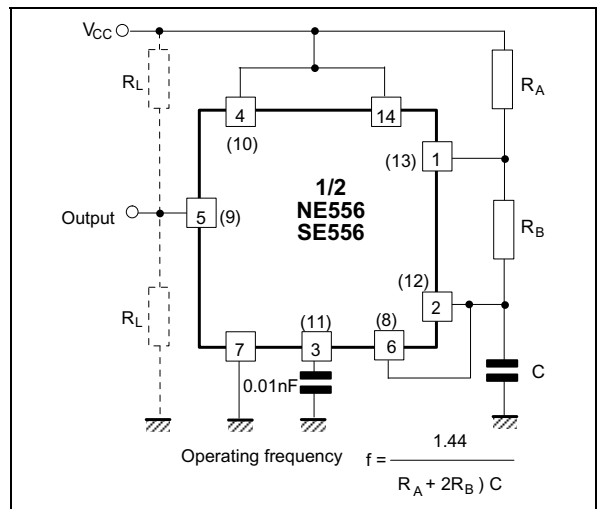 VCC
RL
4
14
RA
(10)
(13)
1
1/2
NE556
SE556
Output
5
(9)
RB
(12)
2
RL
(11)
(8)
7
3
6
0.01nF
C
Operating frequency
f = 1.44
RA + 2RB ) C